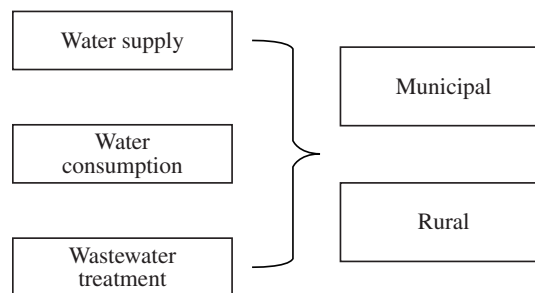 Water supply
Water
consumption
Wastewater
treatment
Municipal
Rural